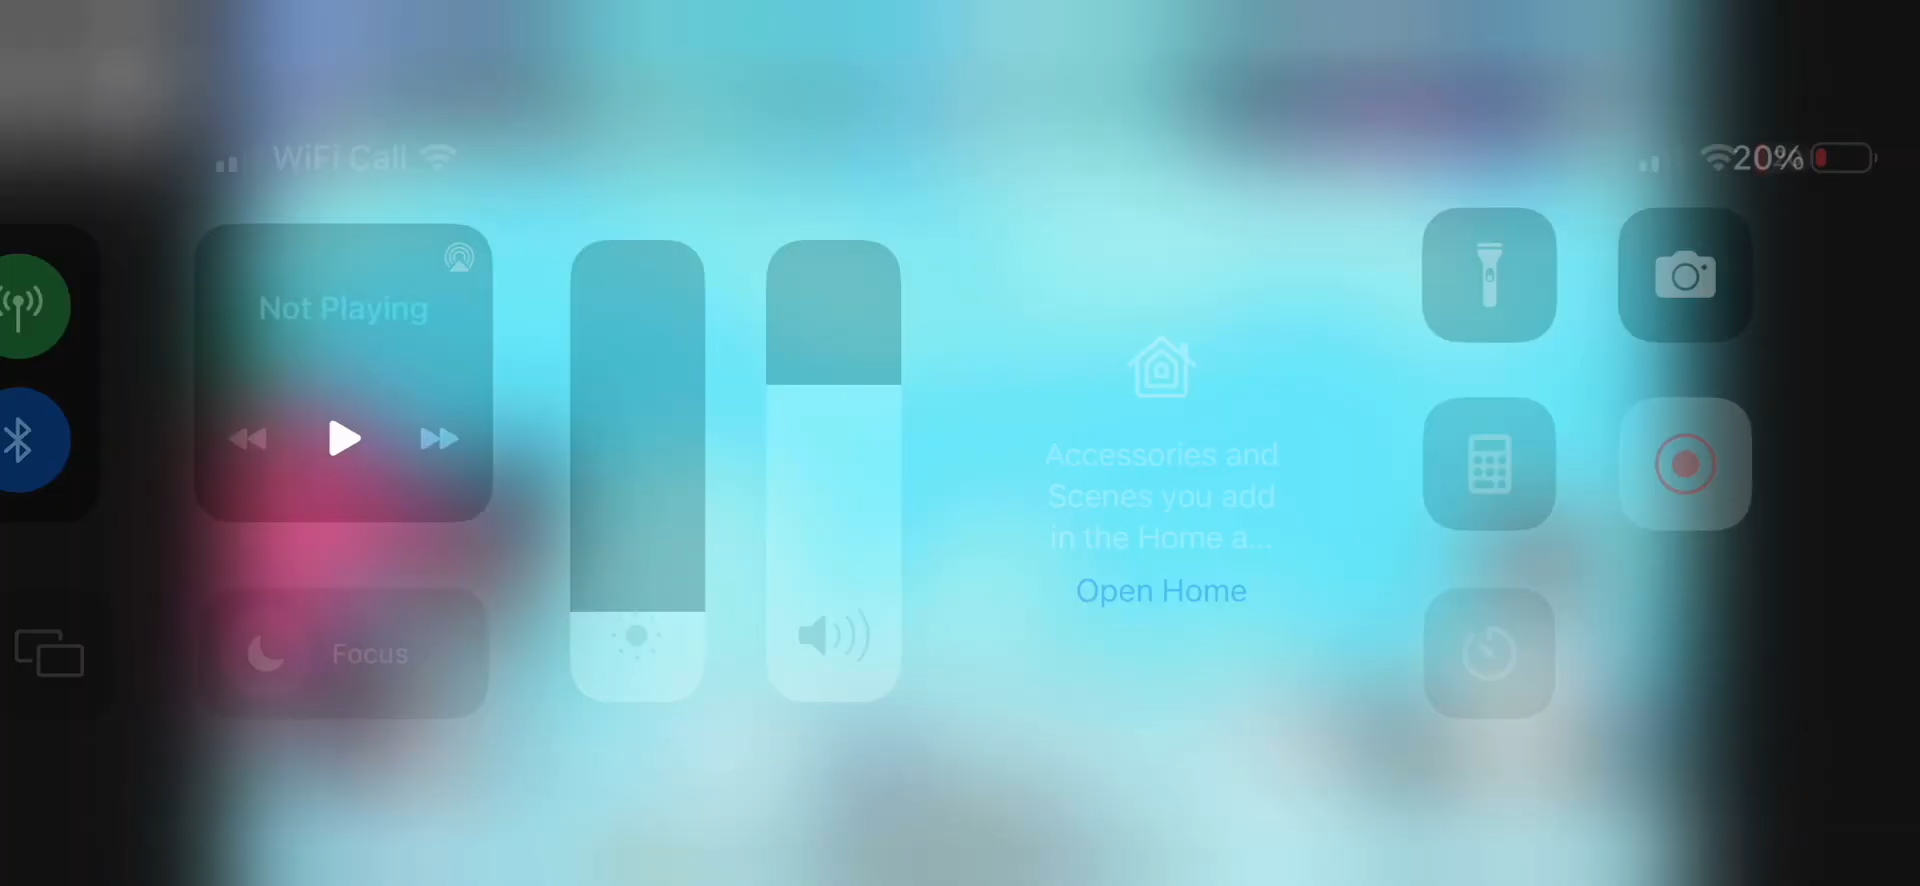 WiFi Call
20%
Not Playing
Focus
Accessories and
Scenes you add
in the Home a...
Open Home